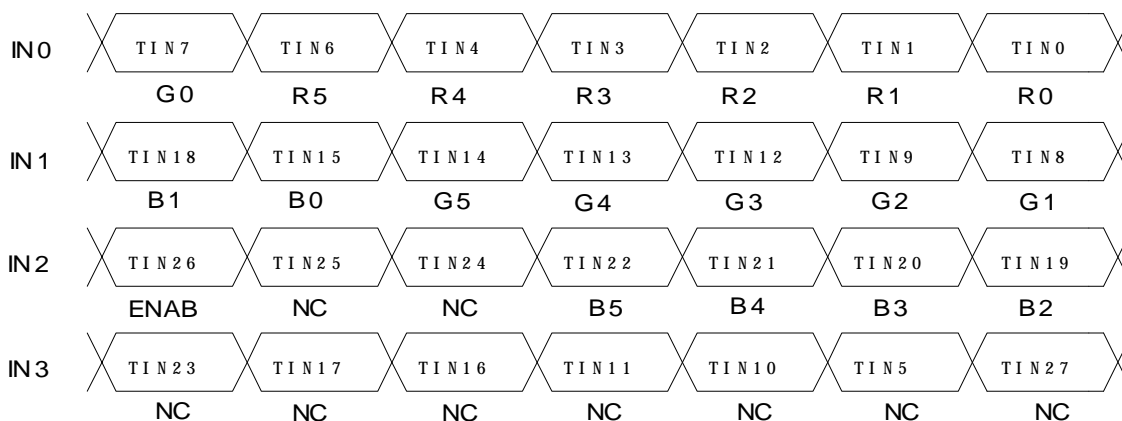 IN0 TIN7 TIN6 TIN4 TIN3 TIN2 TIN1 TIN0
G0 R5 R4 R3 R2 R1 R0
IN1 TIN18 TIN15 TIN14 TIN13 TIN12 TIN9 TIN8
B1 B0 G5 G4 G3 G2 G1
IN2 TIN26 TIN25 TIN24 TIN22 TIN21 TIN20 TIN19
ENAB NC NC B5 B4 B3 B2
IN3 TIN23 TIN17 TIN16 TIN11 TIN10 TIN5 TIN27
NC NC NC NC NC NC NC